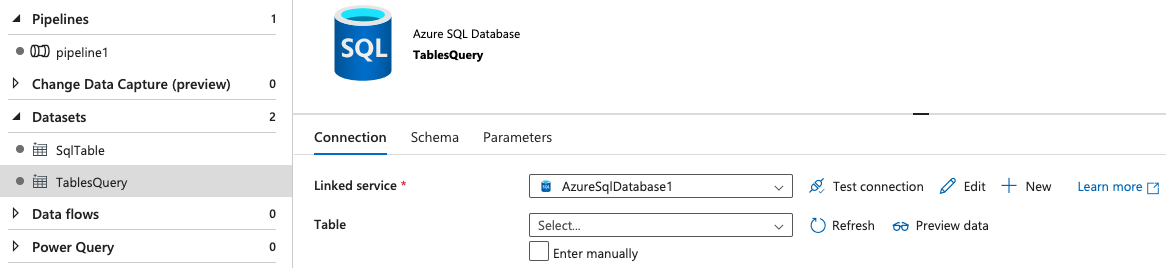 Pipelines 1
pipeline1
Change Data Capture (preview) 0
Datasets 2
SqlTable
TablesQuery
Data flows 0
Power Query 0
SQL
Azure SQL Database
TablesQuery
Connection Schema Parameters
Linked service * AzureSqlDatabase1 Test connection Edit New Learn more
Table Select... Refresh Preview data
Enter manually